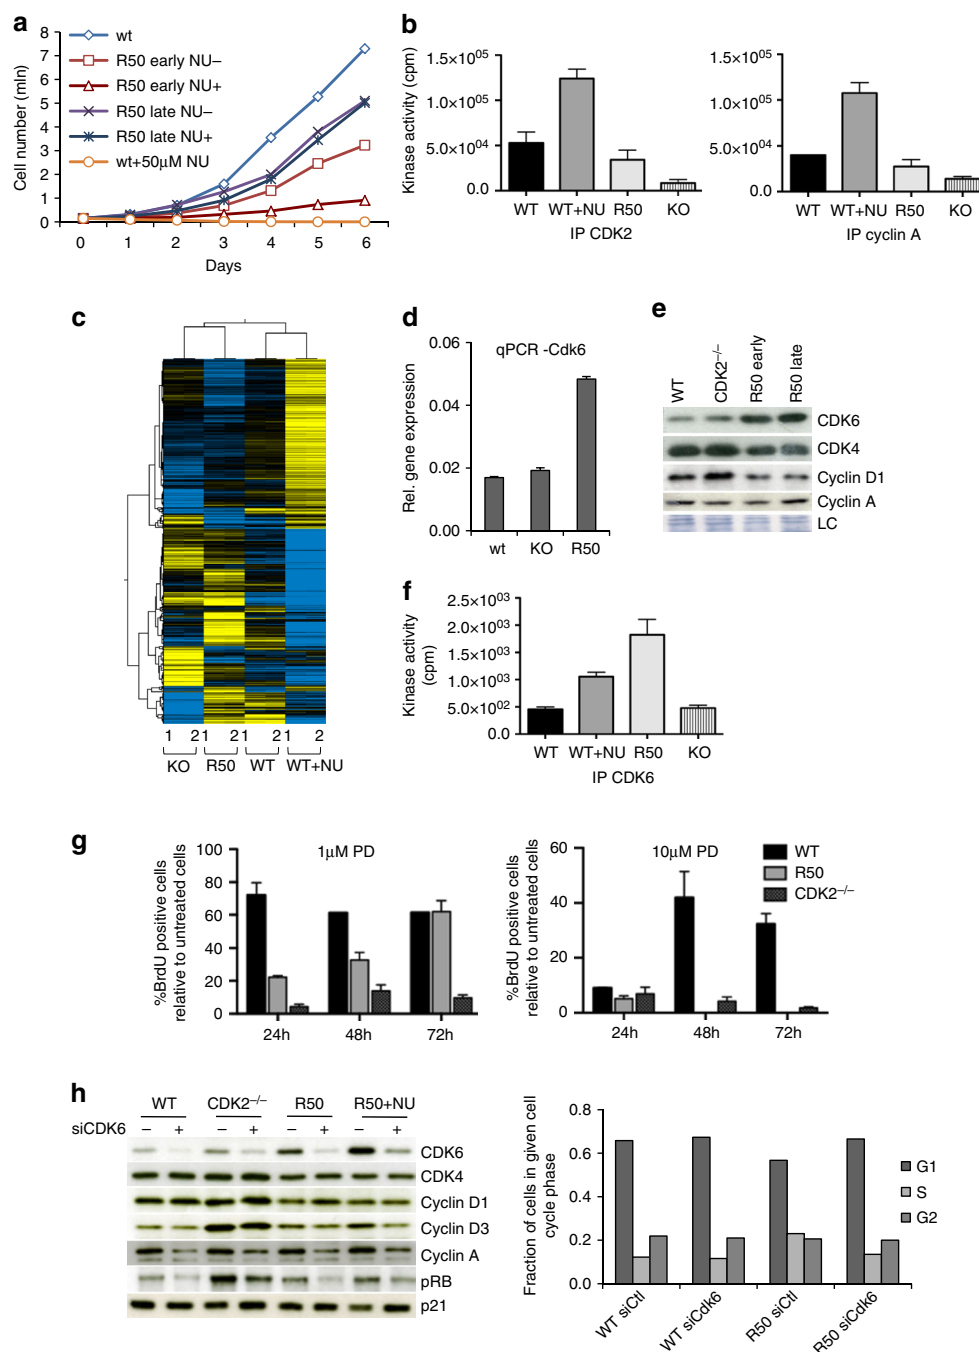 a
Cell number (mln)
8
7
6
5
4
3
2
1
0
0 1 2 3 4 5 6
Days
wt
R50 early NU–
R50 early NU+
R50 late NU–
R50 late NU+
wt+50µM NU
b
Kinase activity (cpm)
1.5×10⁰⁵
1.0×10⁰⁵
5.0×10⁰⁴
0.0
WT WT+NU R50 KO
IP CDK2
1.5×10⁰⁵
1.0×10⁰⁵
5.0×10⁰⁴
0.0
WT WT+NU R50 KO
IP cyclin A
c
1 2 1 2 1 2 1 2
KO R50 WT WT+NU
d
qPCR -Cdk6
Rel. gene expression
0.06
0.04
0.02
0.00
wt KO R50
e
WT
CDK2⁻/⁻
R50 early
R50 late
CDK6
CDK4
Cyclin D1
Cyclin A
LC
f
Kinase activity
(cpm)
2.5×10⁰³
2.0×10⁰³
1.5×10⁰³
1.0×10⁰³
5.0×10⁰²
0.0
WT WT+NU R50 KO
IP CDK6
g
%BrdU positive cells
relative to untreated cells
100
80
60
40
20
0
1µM PD
24h 48h 72h
%BrdU positive cells
relative to untreated cells
60
40
20
0
10µM PD
24h 48h 72h
WT
R50
CDK2⁻/⁻
h
WT CDK2⁻/⁻ R50 R50+NU
siCDK6 – + – + – + – +
CDK6
CDK4
Cyclin D1
Cyclin D3
Cyclin A
pRB
p21
Fraction of cells in given cell
cycle phase
0.8
0.6
0.4
0.2
0.0
WT siCtl
WT siCdk6
R50 siCtl
R50 siCdk6
G1
S
G2